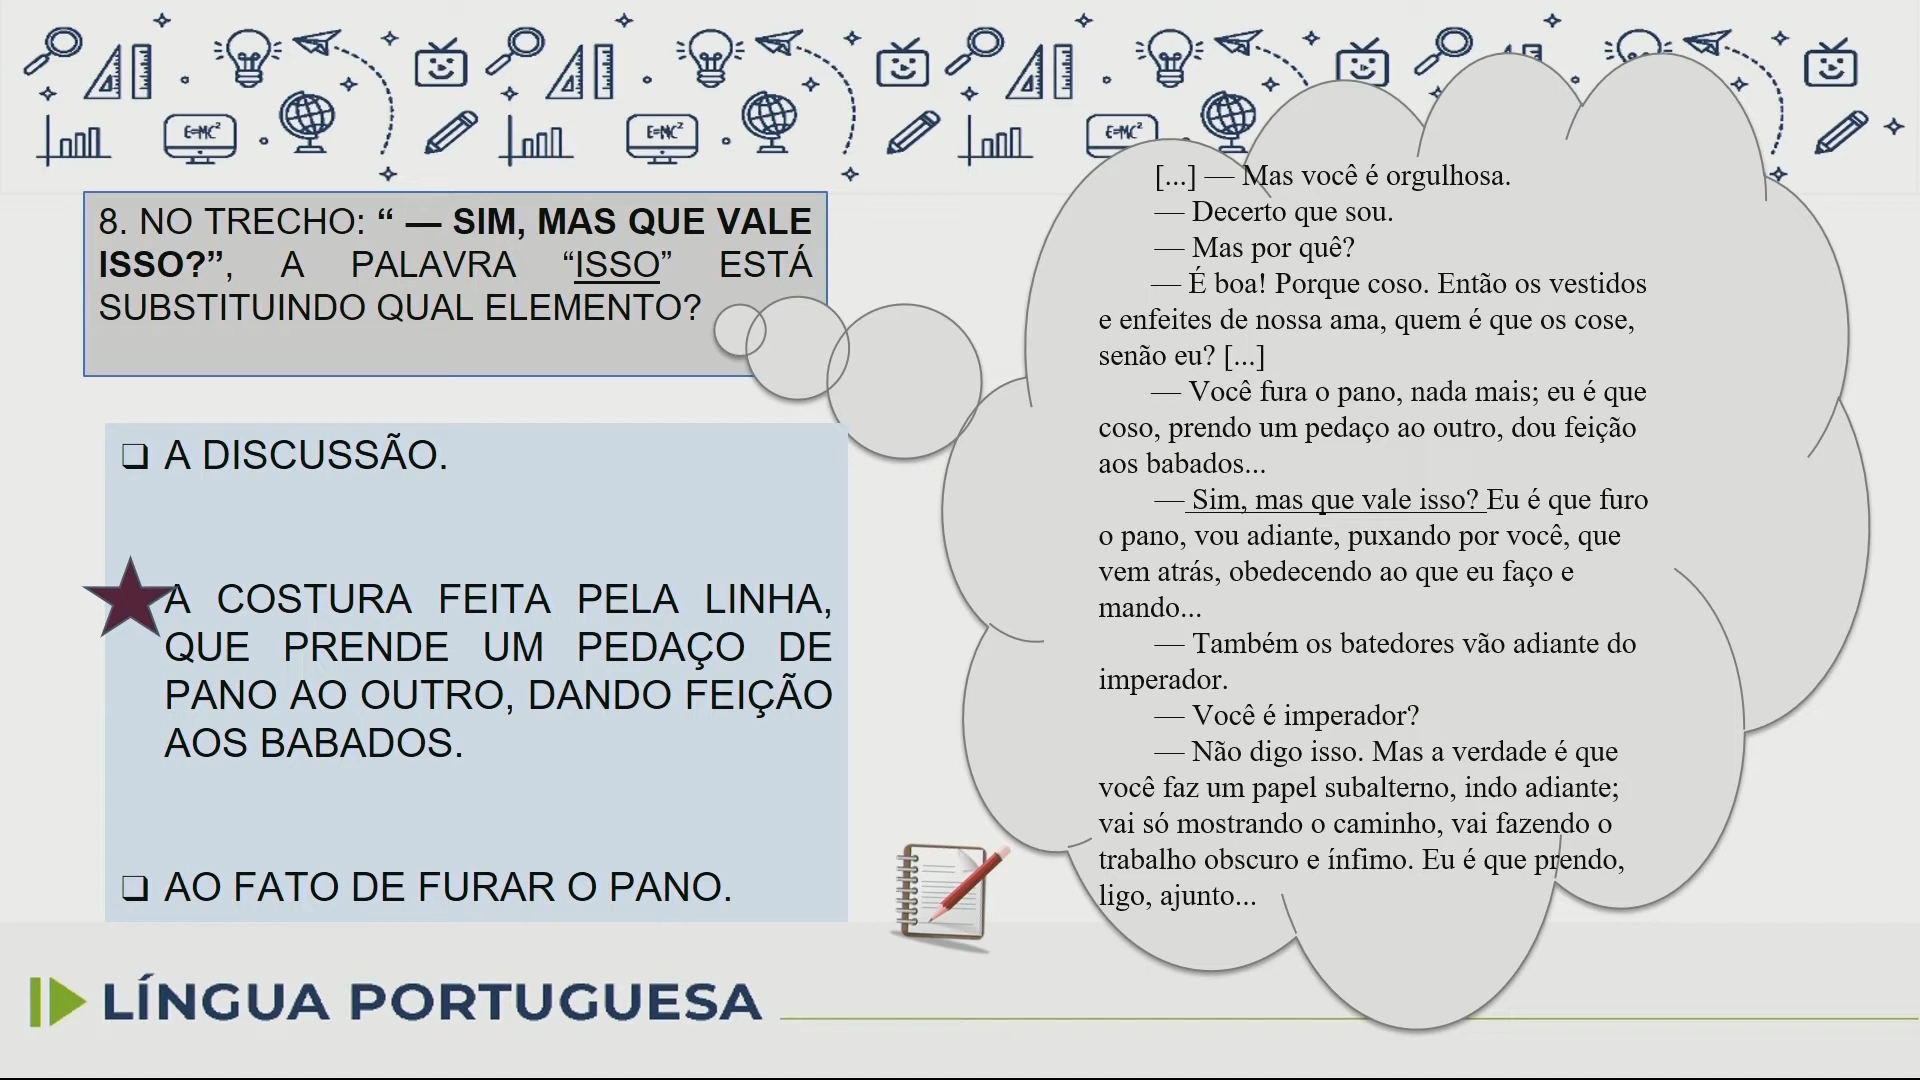 E=MC²
E=MC²
E=MC²
8. NO TRECHO: “ — SIM, MAS QUE VALE
ISSO?”, A PALAVRA “ISSO” ESTÁ
SUBSTITUINDO QUAL ELEMENTO?
A DISCUSSÃO.
A COSTURA FEITA PELA LINHA,
QUE PRENDE UM PEDAÇO DE
PANO AO OUTRO, DANDO FEIÇÃO
AOS BABADOS.
AO FATO DE FURAR O PANO.
[...] — Mas você é orgulhosa.
— Decerto que sou.
— Mas por quê?
— É boa! Porque coso. Então os vestidos
e enfeites de nossa ama, quem é que os cose,
senão eu? [...]
— Você fura o pano, nada mais; eu é que
coso, prendo um pedaço ao outro, dou feição
aos babados...
— Sim, mas que vale isso? Eu é que furo
o pano, vou adiante, puxando por você, que
vem atrás, obedecendo ao que eu faço e
mando...
— Também os batedores vão adiante do
imperador.
— Você é imperador?
— Não digo isso. Mas a verdade é que
você faz um papel subalterno, indo adiante;
vai só mostrando o caminho, vai fazendo o
trabalho obscuro e ínfimo. Eu é que prendo,
ligo, ajunto...
LÍNGUA PORTUGUESA